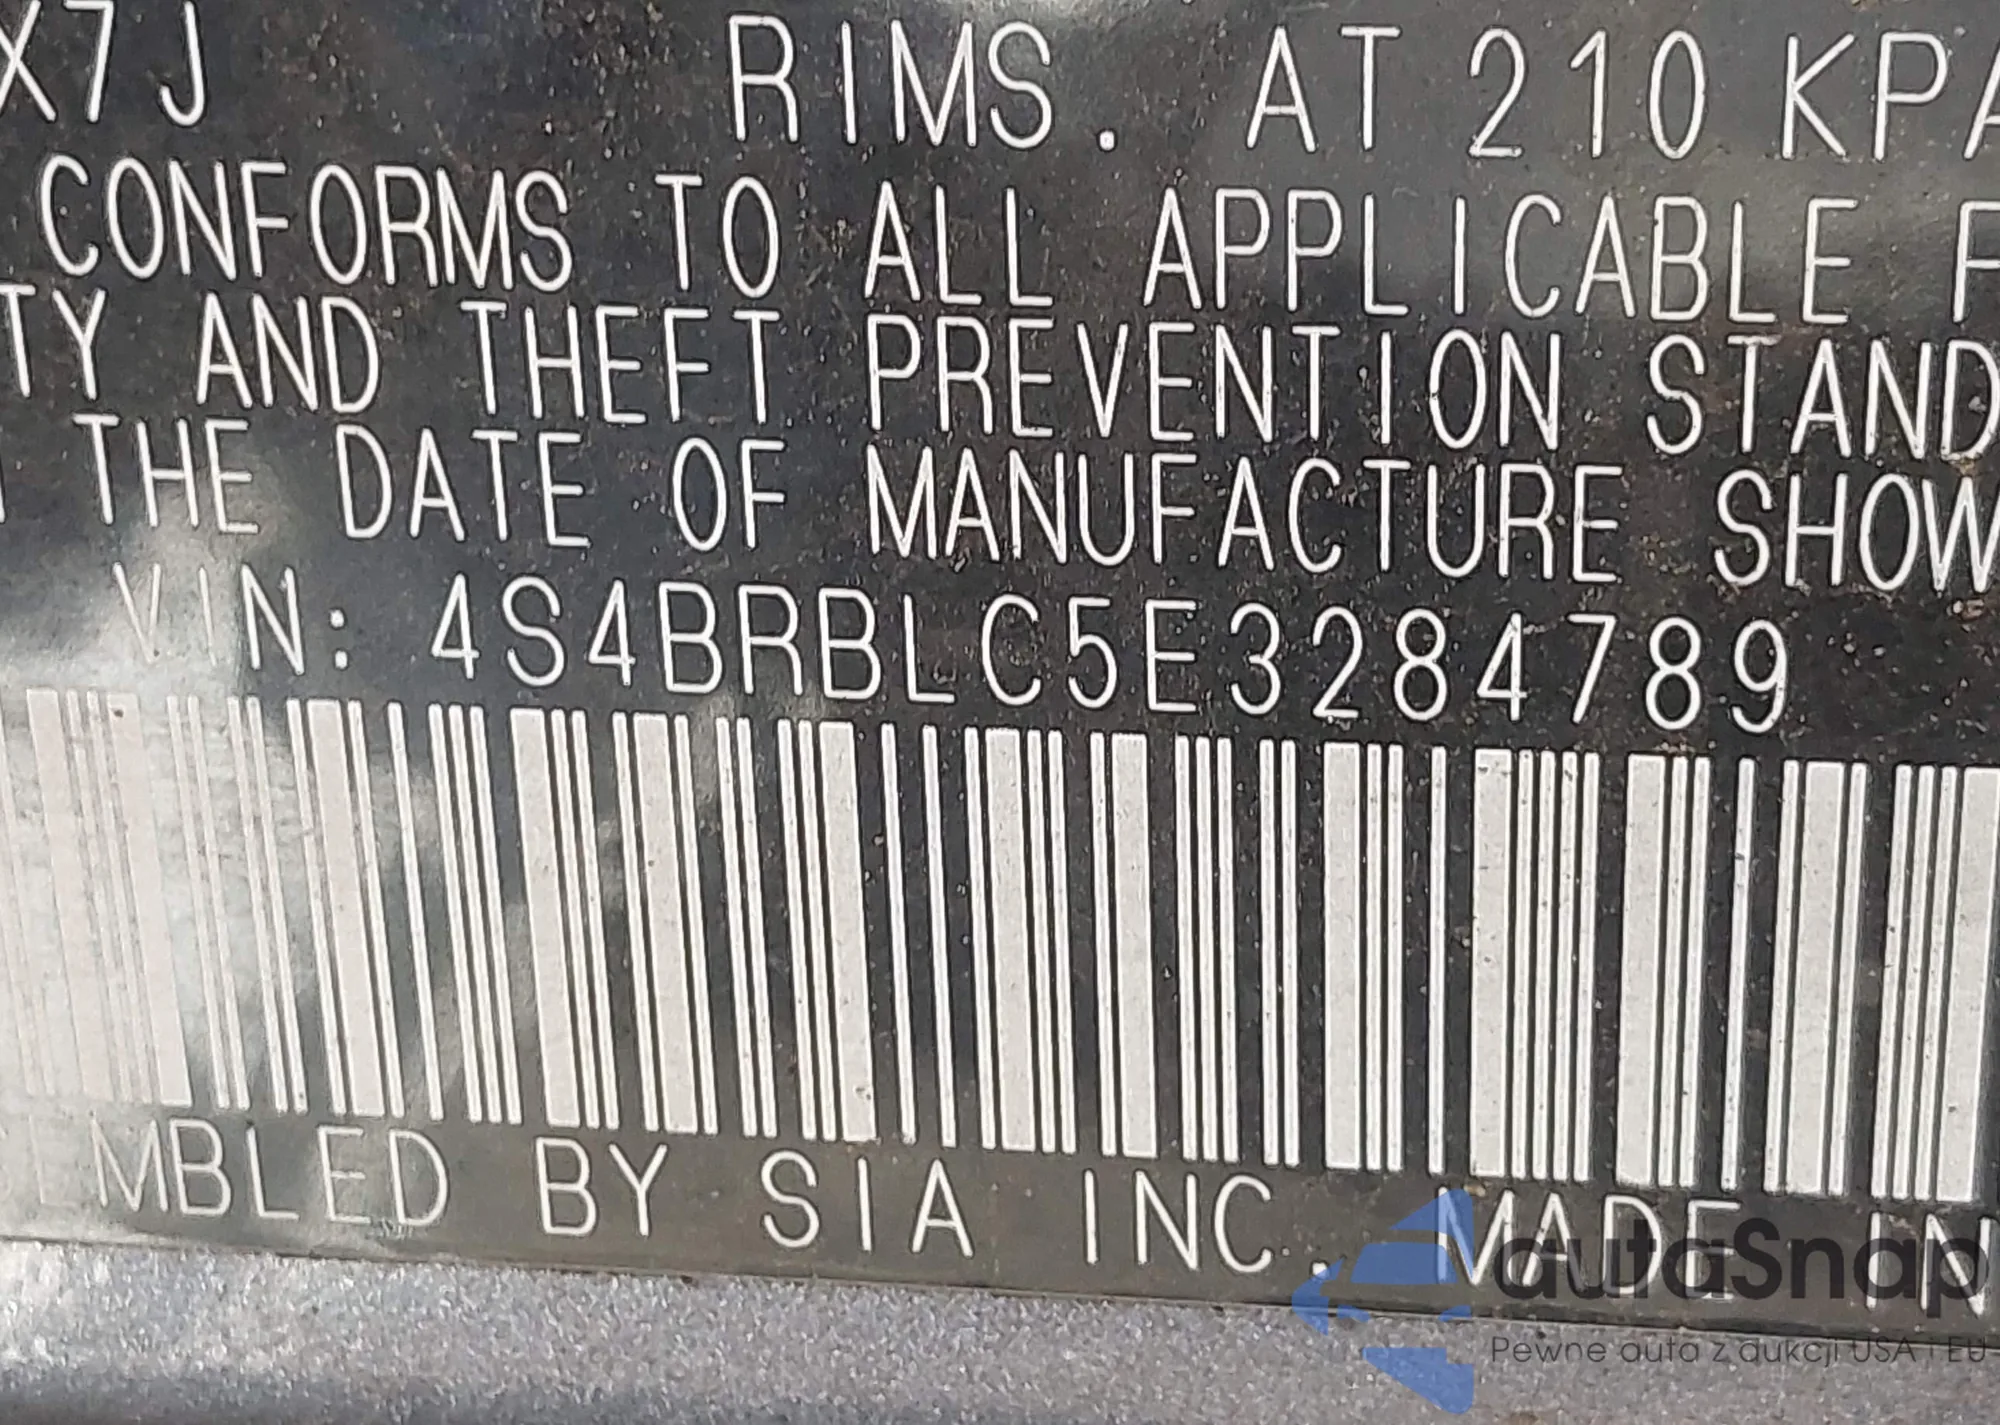 X7J RIMS. AT 210 KPA
CONFORMS TO ALL APPLICABLE F
TY AND THEFT PREVENTION STAND
THE DATE OF MANUFACTURE SHOW
VIN: 4S4BRBLC5E3284789
EMBLED BY SIA INC. MADE IN
autaSnap
Pewne auta z aukcji USA i EU